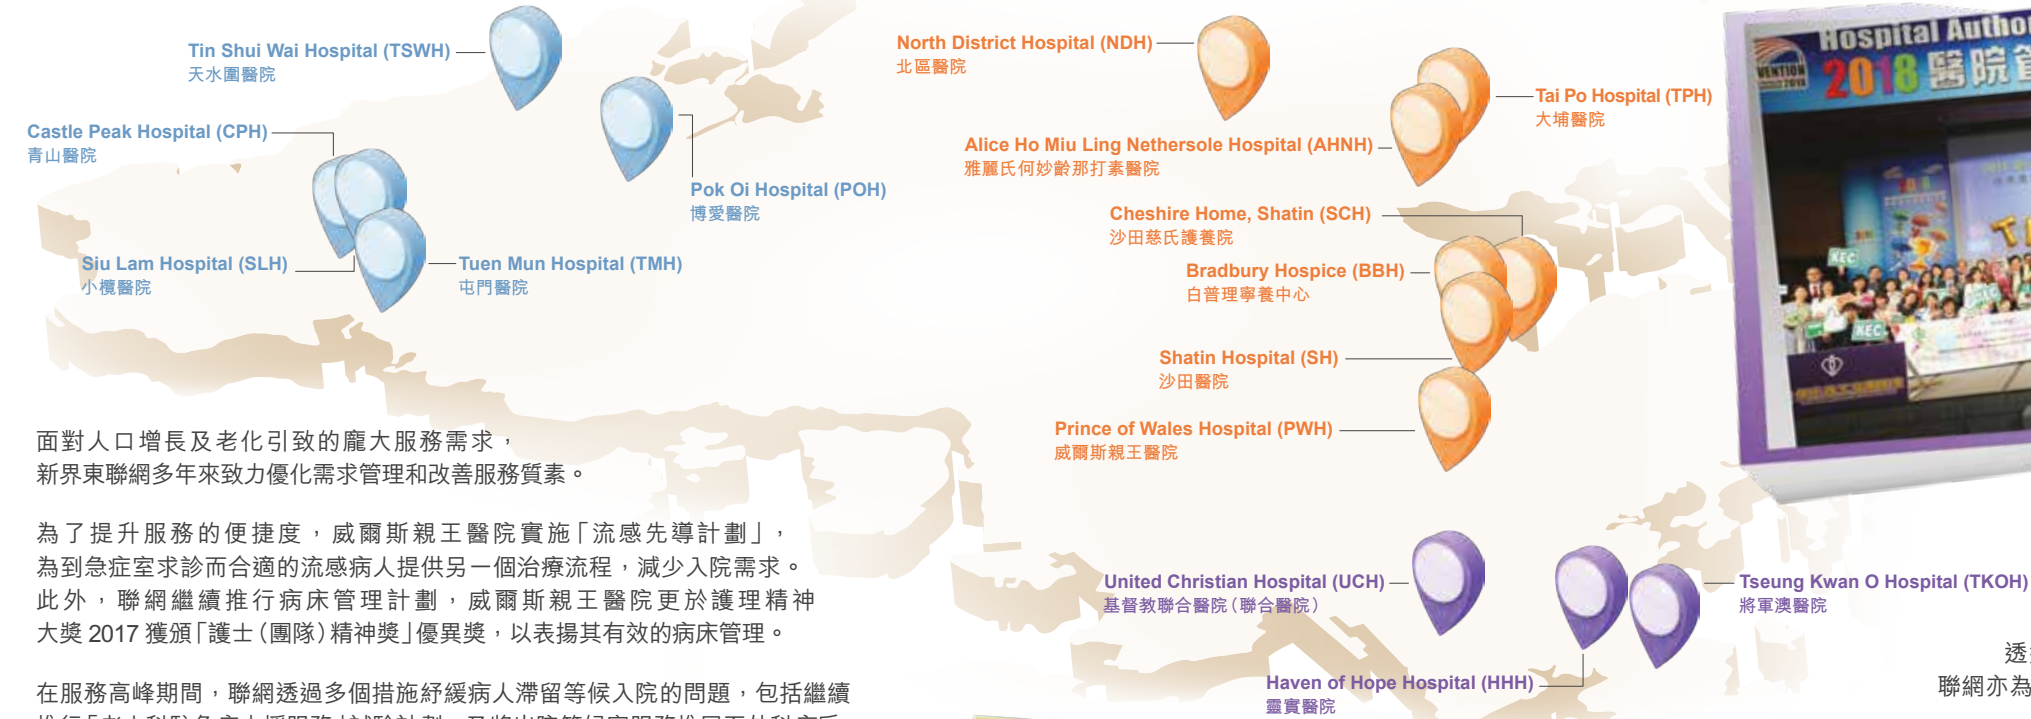 Tin Shui Wai Hospital (TSWH)
天水圍醫院
Castle Peak Hospital (CPH)
青山醫院
Pok Oi Hospital (POH)
博愛醫院
Siu Lam Hospital (SLH)
小欖醫院
Tuen Mun Hospital (TMH)
屯門醫院
North District Hospital (NDH)
北區醫院
Tai Po Hospital (TPH)
大埔醫院
Alice Ho Miu Ling Nethersole Hospital (AHNH)
雅麗氏何妙齡那打素醫院
Cheshire Home, Shatin (SCH)
沙田慈氏護養院
Bradbury Hospice (BBH)
白普理寧養中心
Shatin Hospital (SH)
沙田醫院
Prince of Wales Hospital (PWH)
威爾斯親王醫院
United Christian Hospital (UCH)
基督教聯合醫院(聯合醫院)
Tseung Kwan O Hospital (TKOH)
將軍澳醫院
Haven of Hope Hospital (HHH)
靈實醫院
面對人口增長及老化引致的龐大服務需求，
新界東聯網多年來致力優化需求管理和改善服務質素。
為了提升服務的便捷度，威爾斯親王醫院實施「流感先導計劃」，
為到急症室求診而合適的流感病人提供另一個治療流程，減少入院需求。
此外，聯網繼續推行病床管理計劃，威爾斯親王醫院更於護理精神
大獎 2017 獲頒「護士(團隊)精神獎」優異獎，以表揚其有效的病床管理。
在服務高峰期間，聯網透過多個措施紓緩病人滯留等候入院的問題，包括繼續
Hospital Autho
2018 醫院
KEC
KEC
聯網亦為